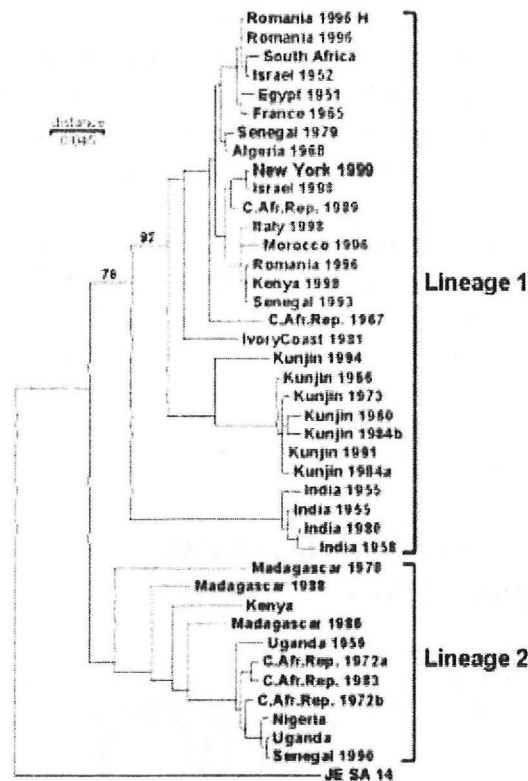 Romania 1996 H
Romania 1996
South Africa
Israel 1952
Egypt 1951
France 1965
distance
0.045
Senegal 1979
Algeria 1968
New York 1999
Israel 1998
C.Afr.Rep. 1989
92
Italy 1998
Morocco 1996
76
Romania 1996
Kenya 1998
Lineage 1
Senegal 1993
C.Afr.Rep. 1967
IvoryCoast 1981
Kunjin 1994
Kunjin 1966
Kunjin 1973
Kunjin 1960
Kunjin 1984b
Kunjin 1991
Kunjin 1984a
India 1955
India 1955
India 1980
India 1958
Madagascar 1978
Madagascar 1988
Kenya
Madagascar 1986
Uganda 1959
Lineage 2
C.Afr.Rep. 1972a
C.Afr.Rep. 1983
C.Afr.Rep. 1972b
Nigeria
Uganda
Senegal 1990
JE SA 14